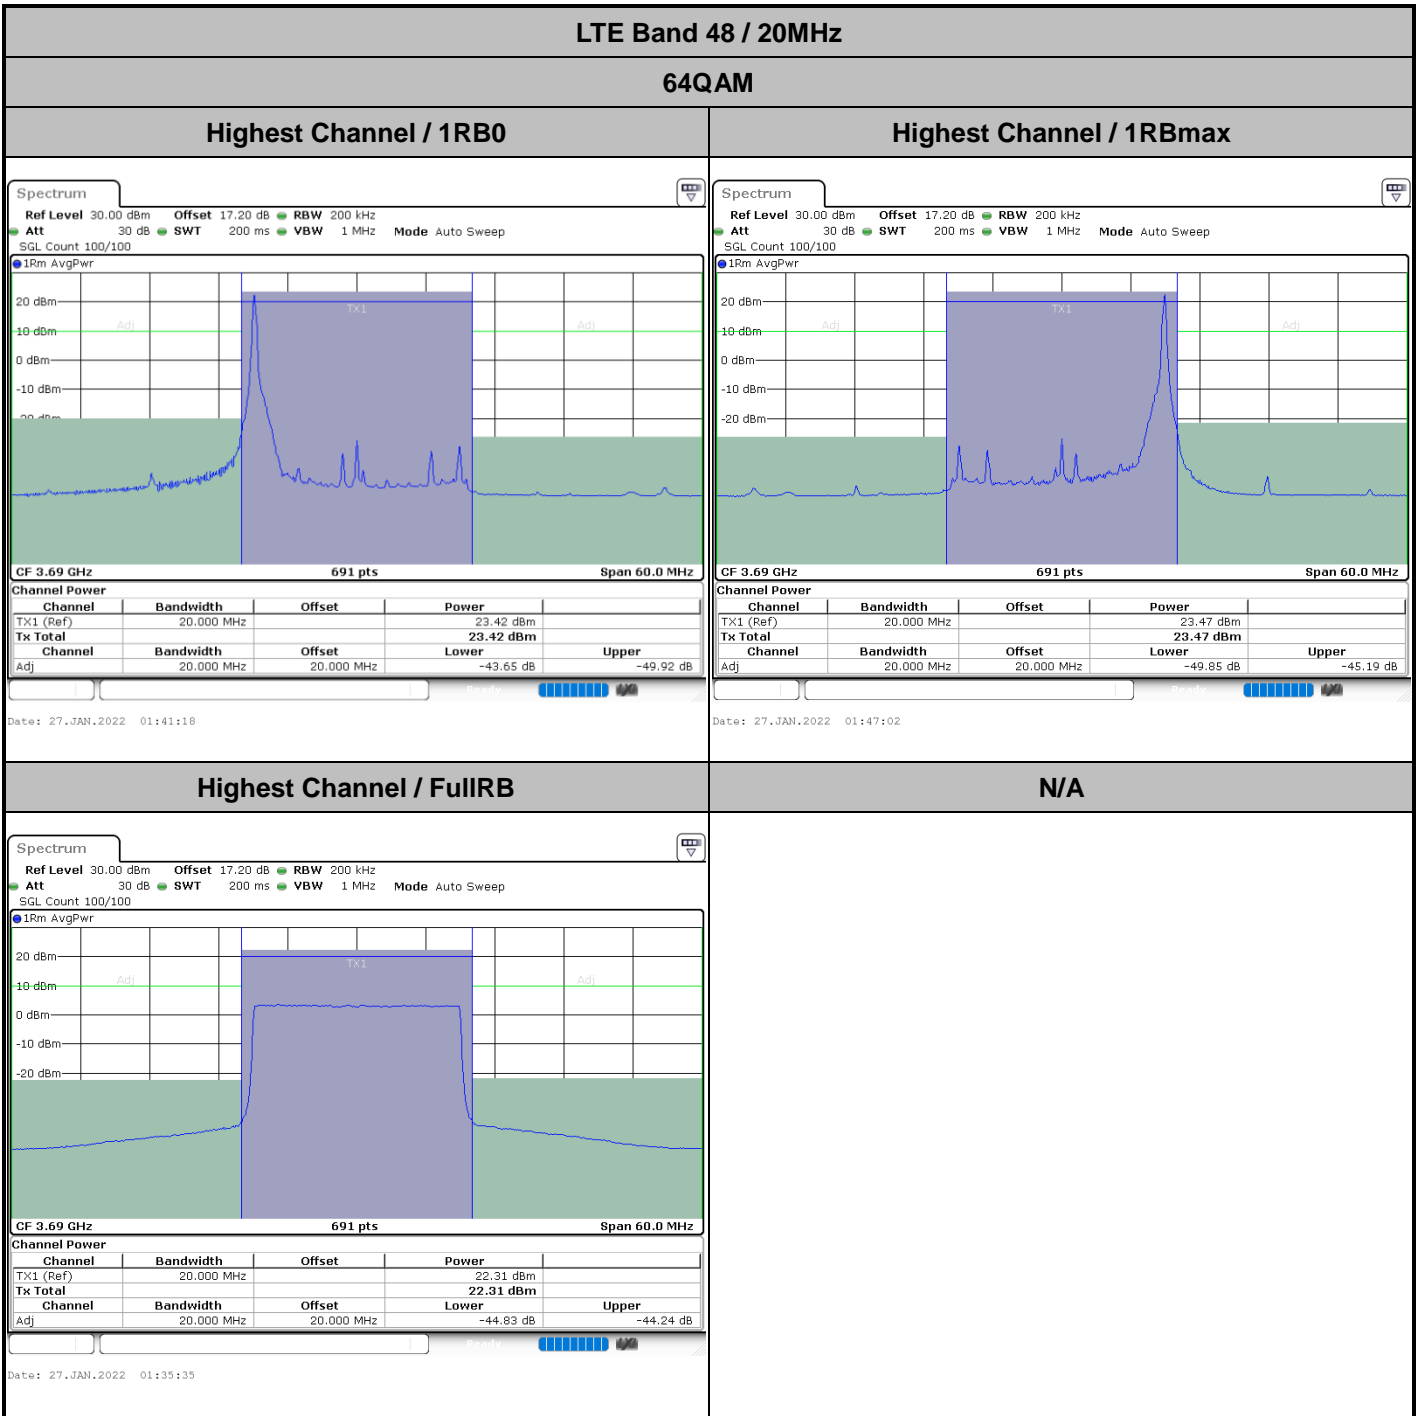 LTE Band 48 / 20MHz
64QAM
Highest Channel / 1RB0
Highest Channel / 1RBmax
Spectrum
Ref Level 30.00 dBm Offset 17.20 dB RBW 200 kHz
Att 30 dB SWT 200 ms VBW 1 MHz Mode Auto Sweep
SGL Count 100/100
1Rm AvgPwr
20 dBm
10 dBm
0 dBm
-10 dBm
-20 dBm
Adj
TX1
Adj
CF 3.69 GHz 691 pts Span 60.0 MHz
Channel Power
Channel Bandwidth Offset Power
TX1 (Ref) 20.000 MHz 23.42 dBm
Tx Total 23.42 dBm
Channel Bandwidth Offset Lower Upper
Adj 20.000 MHz 20.000 MHz -43.65 dB -49.92 dB
Ready
Date: 27.JAN.2022 01:41:18
Spectrum
Ref Level 30.00 dBm Offset 17.20 dB RBW 200 kHz
Att 30 dB SWT 200 ms VBW 1 MHz Mode Auto Sweep
SGL Count 100/100
1Rm AvgPwr
20 dBm
10 dBm
0 dBm
-10 dBm
-20 dBm
Adj
TX1
Adj
CF 3.69 GHz 691 pts Span 60.0 MHz
Channel Power
Channel Bandwidth Offset Power
TX1 (Ref) 20.000 MHz 23.47 dBm
Tx Total 23.47 dBm
Channel Bandwidth Offset Lower Upper
Adj 20.000 MHz 20.000 MHz -49.85 dB -45.19 dB
Ready
Date: 27.JAN.2022 01:47:02
Highest Channel / FullRB
N/A
Spectrum
Ref Level 30.00 dBm Offset 17.20 dB RBW 200 kHz
Att 30 dB SWT 200 ms VBW 1 MHz Mode Auto Sweep
SGL Count 100/100
1Rm AvgPwr
20 dBm
10 dBm
0 dBm
-10 dBm
-20 dBm
Adj
TX1
Adj
CF 3.69 GHz 691 pts Span 60.0 MHz
Channel Power
Channel Bandwidth Offset Power
TX1 (Ref) 20.000 MHz 22.31 dBm
Tx Total 22.31 dBm
Channel Bandwidth Offset Lower Upper
Adj 20.000 MHz 20.000 MHz -44.83 dB -44.24 dB
Ready
Date: 27.JAN.2022 01:35:35